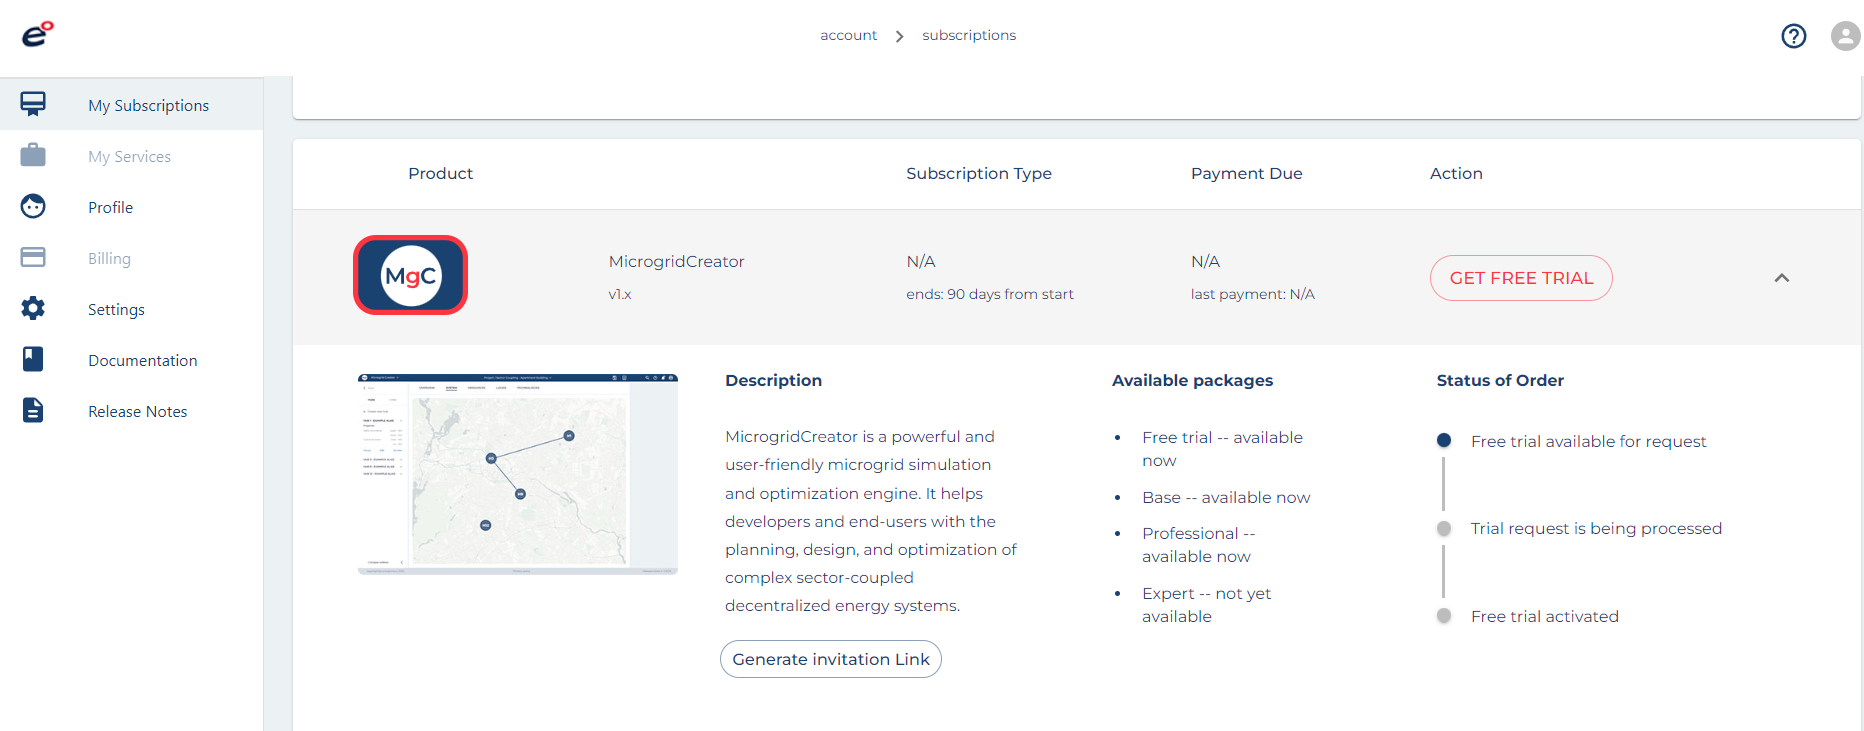 e°
account > subscriptions
My Subscriptions
My Services
Profile
Billing
Settings
Documentation
Release Notes
Product
Subscription Type
Payment Due
Action
MgC
MicrogridCreator
v1.x
N/A
ends: 90 days from start
N/A
last payment: N/A
GET FREE TRIAL
Description
MicrogridCreator is a powerful and
user-friendly microgrid simulation
and optimization engine. It helps
developers and end-users with the
planning, design, and optimization of
complex sector-coupled
decentralized energy systems.
Generate invitation Link
Available packages
• Free trial -- available
now
• Base -- available now
• Professional --
available now
• Expert -- not yet
available
Status of Order
Free trial available for request
Trial request is being processed
Free trial activated